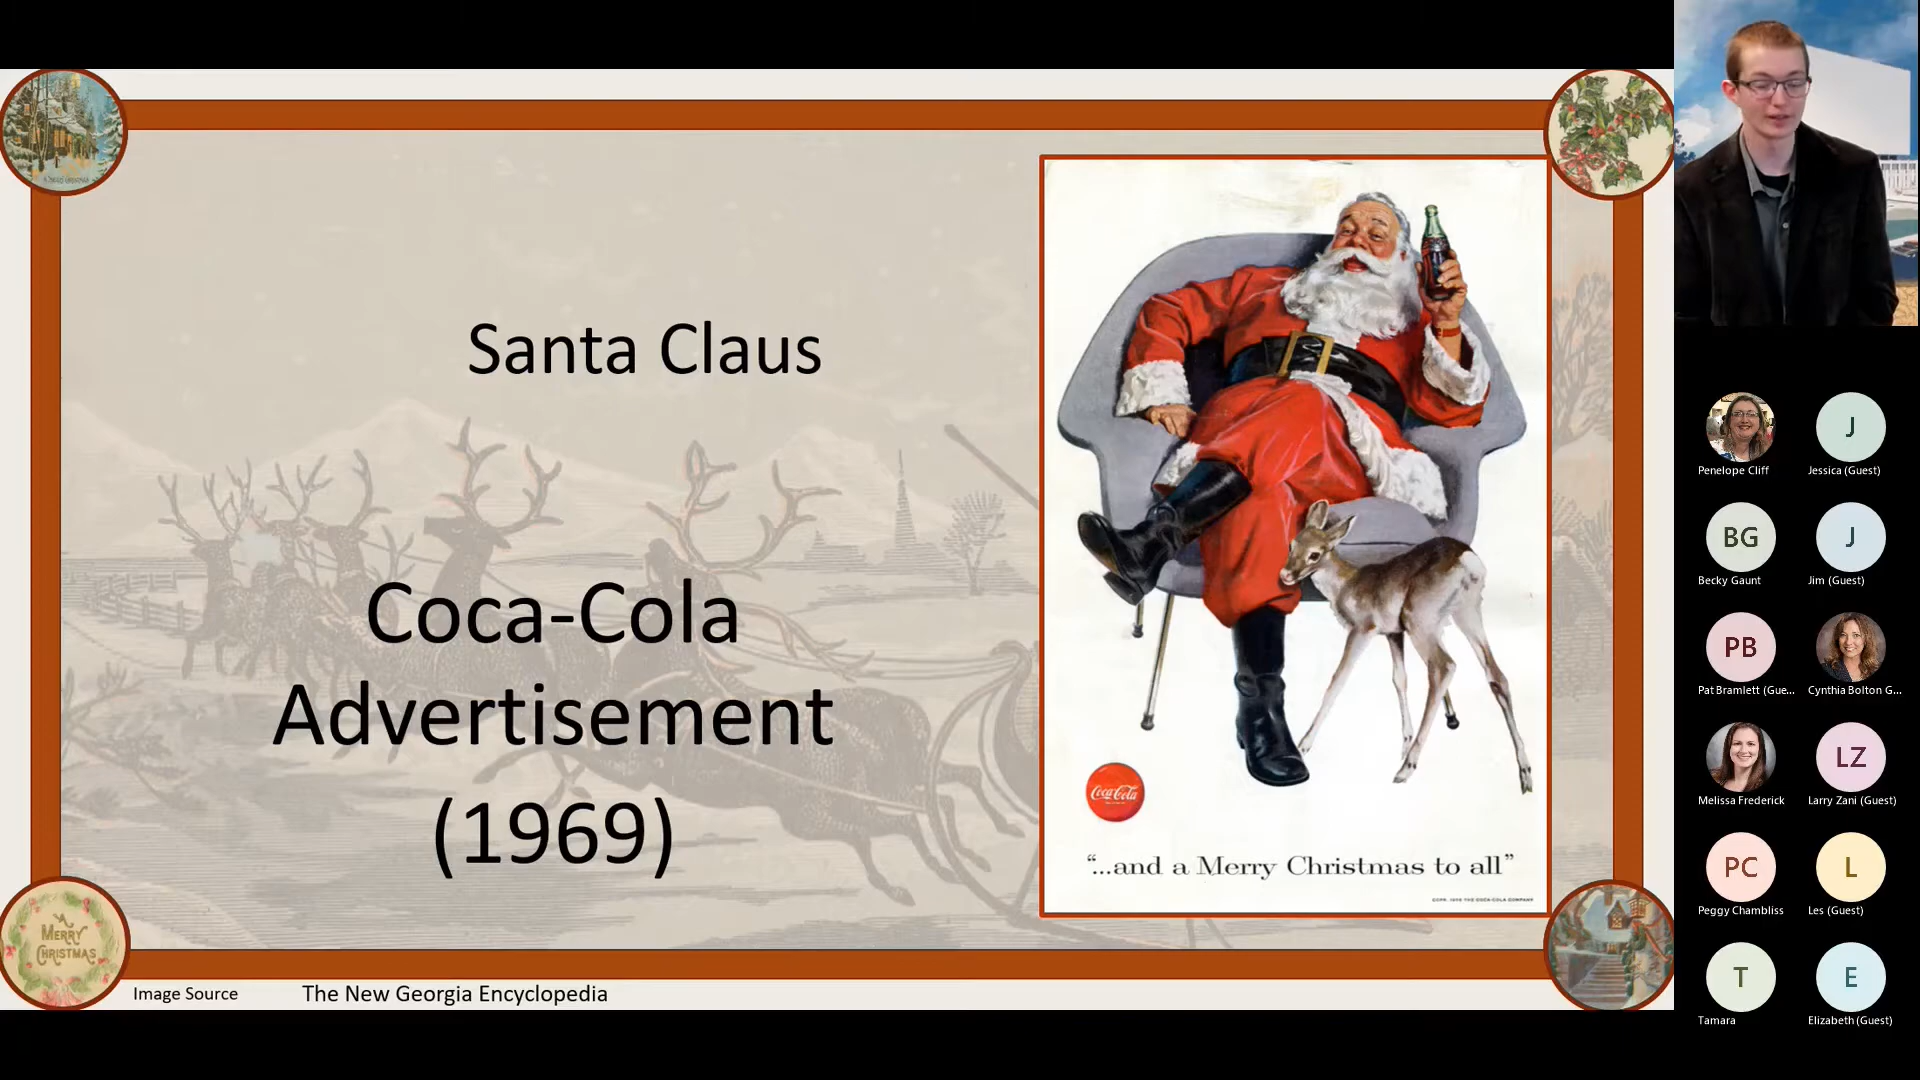 Santa Claus
Coca-Cola
Advertisement
(1969)
Coca-Cola
“...and a Merry Christmas to all”
A
MERRY
CHRISTMAS
Image Source
The New Georgia Encyclopedia
Penelope Cliff
J
Jessica (Guest)
BG
Becky Gaunt
J
Jim (Guest)
PB
Pat Bramlett (Gue...
Cynthia Bolton G...
Melissa Frederick
LZ
Larry Zani (Guest)
PC
Peggy Chambliss
L
Les (Guest)
T
Tamara
E
Elizabeth (Guest)